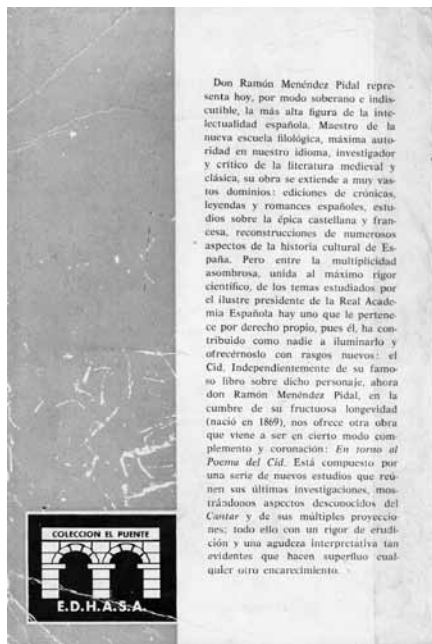 Don Ramón Menéndez Pidal repre-
senta hoy, por modo soberano e indis-
cutible, la más alta figura de la inte-
lectualidad española. Maestro de la
nueva escuela filológica, máxima auto-
ridad en nuestro idioma, investigador
y crítico de la literatura medieval y
clásica, su obra se extiende a muy vas-
tos dominios: ediciones de crónicas,
leyendas y romances españoles, estu-
dios sobre la épica castellana y fran-
cesa, reconstrucciones de numerosos
aspectos de la historia cultural de Es-
paña. Pero entre la multiplicidad
asombrosa, unida al máximo rigor
científico, de los temas estudiados por
el ilustre presidente de la Real Acade-
mia Española hay uno que le pertene-
ce por derecho propio, pues él, ha con-
tribuido como nadie a iluminarlo y
ofrecérnoslo con rasgos nuevos: el
Cid. Independientemente de su famo-
so libro sobre dicho personaje, ahora
don Ramón Menéndez Pidal, en la
cumbre de su fructuosa longevidad
(nació en 1869), nos ofrece otra obra
que viene a ser en cierto modo com-
plemento y coronación: En torno al
Poema del Cid. Está compuesto por
una serie de nuevos estudios que reú-
nen sus últimas investigaciones, mos-
trándonos aspectos desconocidos del
Cantar y de sus múltiples proyeccio-
nes; todo ello con un rigor de erudi-
ción y una agudeza interpretativa tan
evidentes que hacen superfluo cual-
quier otro encarecimiento.
COLECCION EL PUENTE
E.D.H.A.S.A.